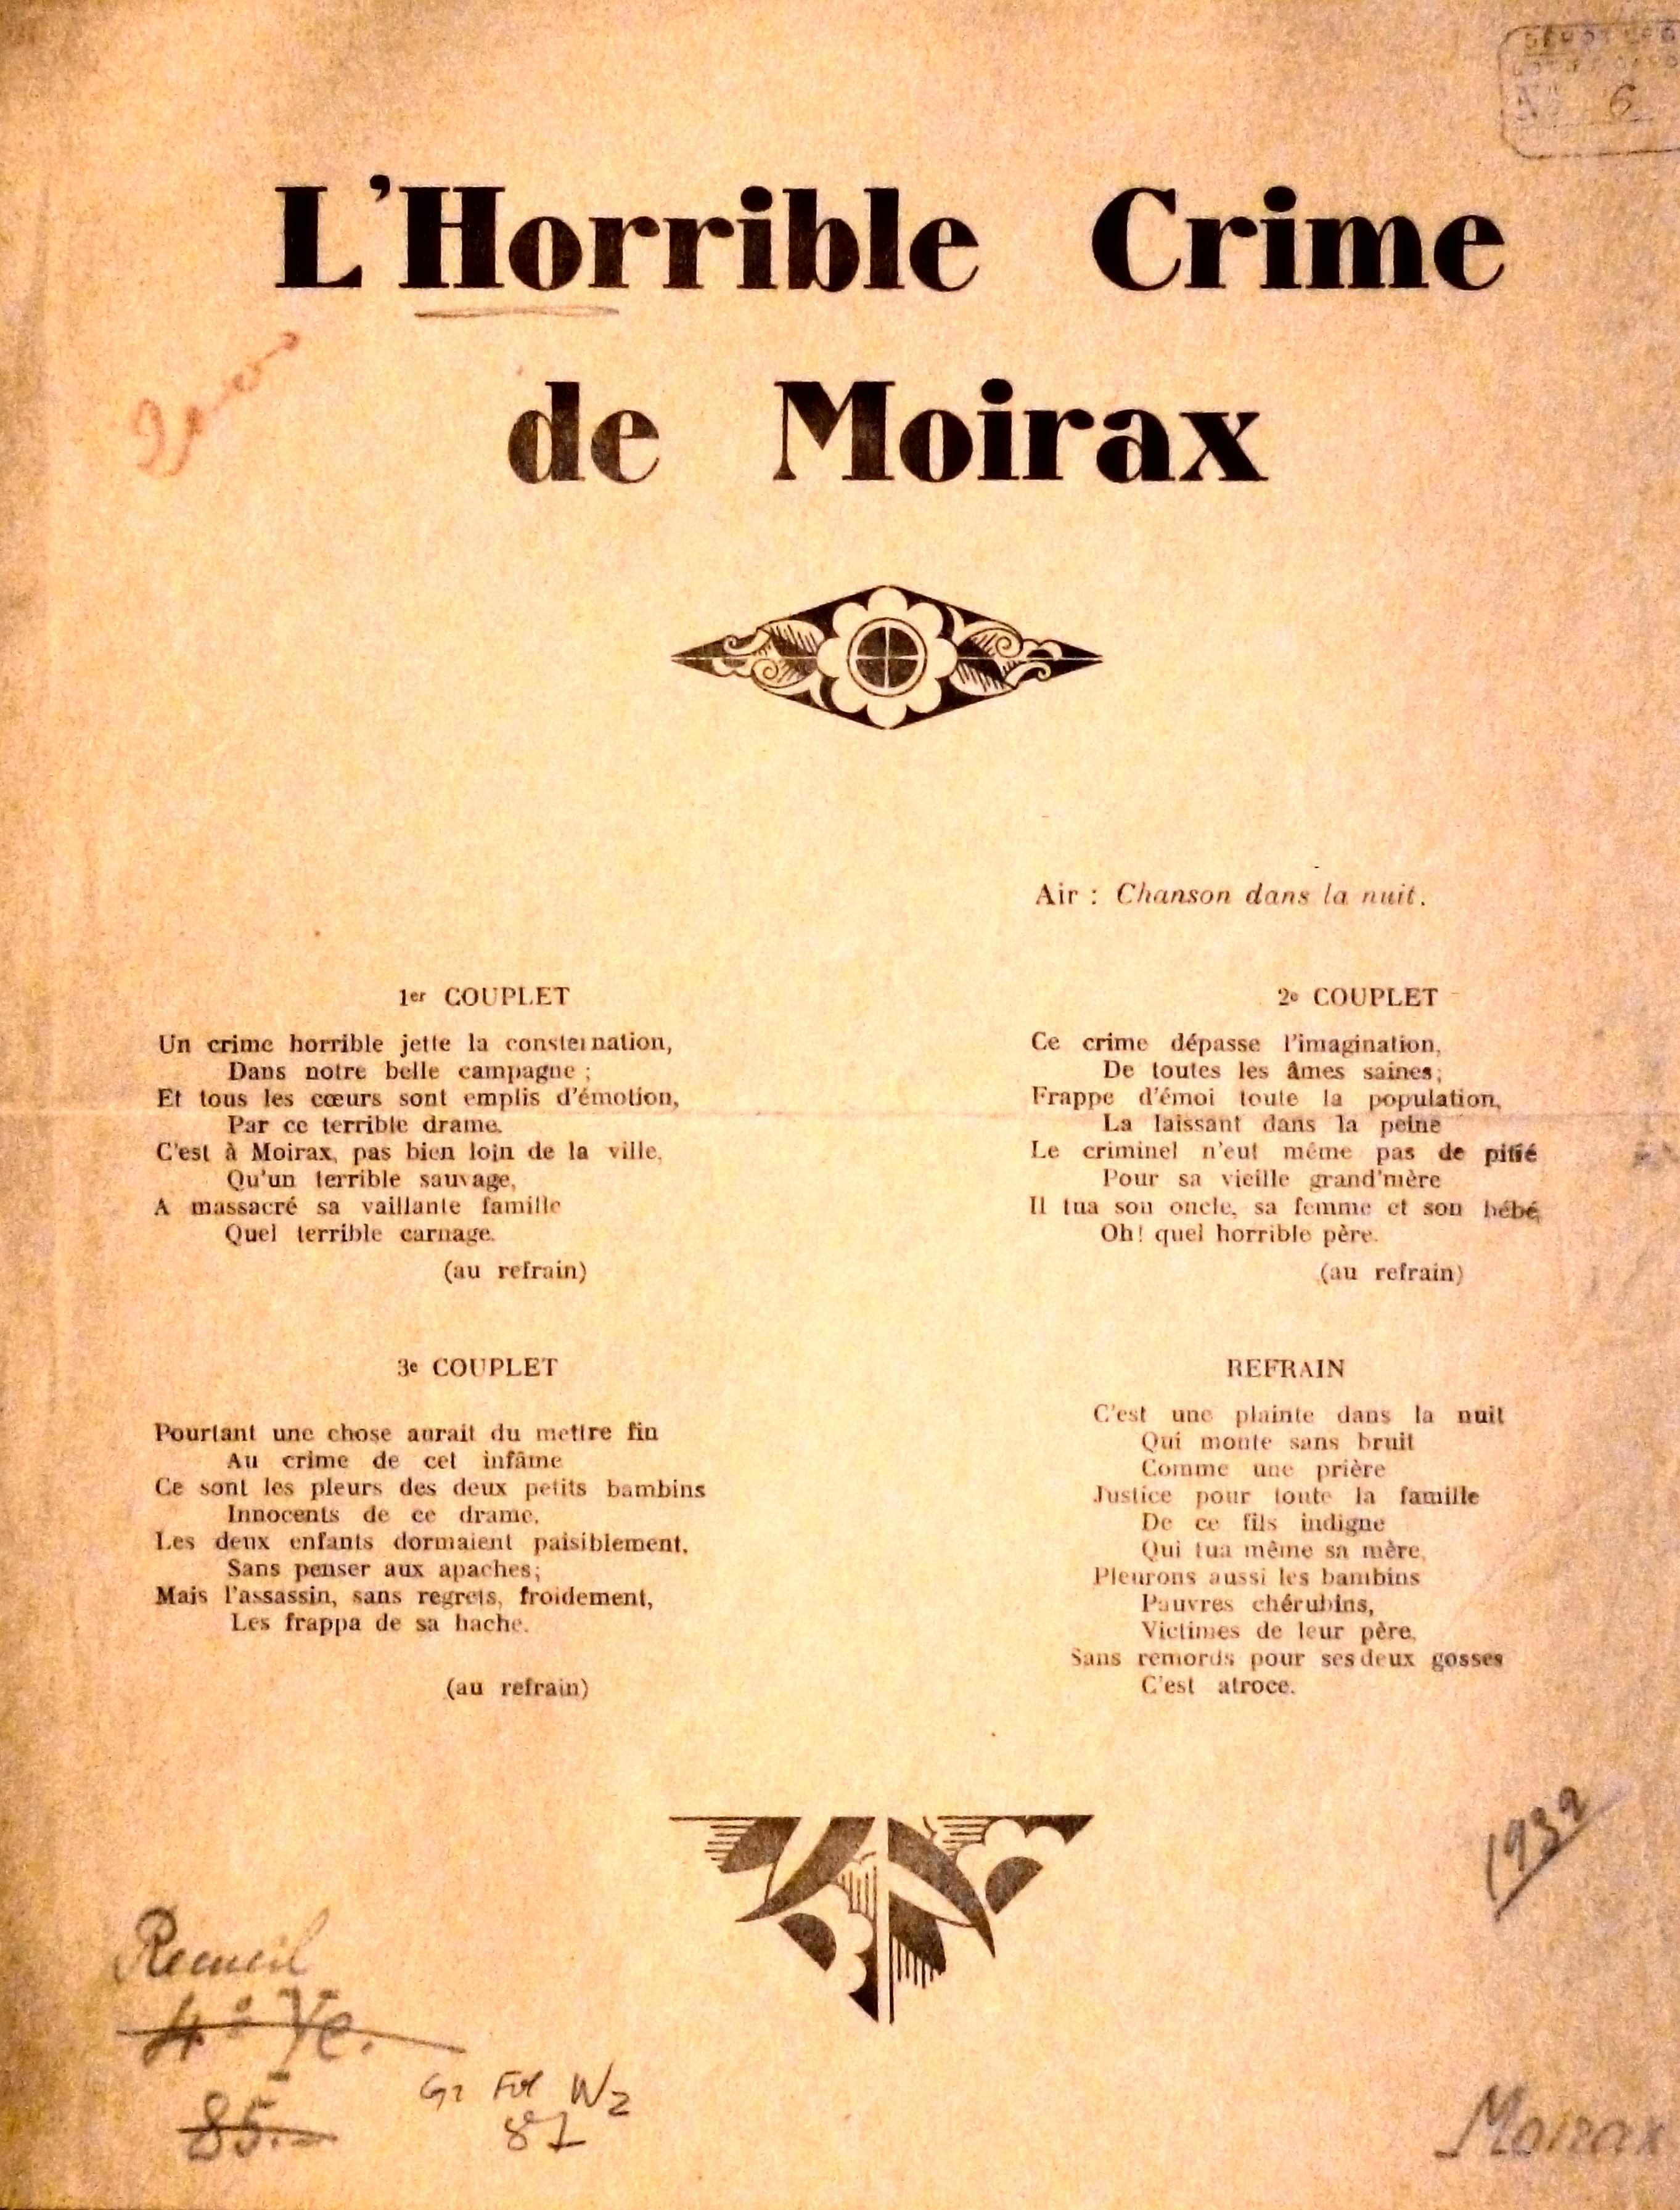 N° 6
L'Horrible Crime
de Moirax
Air : Chanson dans la nuit.
1er COUPLET
Un crime horrible jette la consternation,
Dans notre belle campagne ;
Et tous les cœurs sont emplis d'émotion,
Par ce terrible drame.
C'est à Moirax, pas bien loin de la ville,
Qu'un terrible sauvage,
A massacré sa vaillante famille
Quel terrible carnage.
(au refrain)
2e COUPLET
Ce crime dépasse l'imagination,
De toutes les âmes saines;
Frappe d'émoi toute la population,
La laissant dans la peine
Le criminel n'eut même pas de pitié
Pour sa vieille grand'mère
Il tua son oncle, sa femme et son bébé,
Oh! quel horrible père.
(au refrain)
3e COUPLET
Pourtant une chose aurait du mettre fin
Au crime de cet infâme
Ce sont les pleurs des deux petits bambins
Innocents de ce drame.
Les deux enfants dormaient paisiblement,
Sans penser aux apaches;
Mais l'assassin, sans regrets, froidement,
Les frappa de sa hache.
(au refrain)
REFRAIN
C'est une plainte dans la nuit
Qui monte sans bruit
Comme une prière
Justice pour toute la famille
De ce fils indigne
Qui tua même sa mère,
Pleurons aussi les bambins
Pauvres chérubins,
Victimes de leur père,
Sans remords pour ses deux gosses
C'est atroce.
1932
Recueil
4° Ye.
85.
Gr Fol W2
87
Moirax